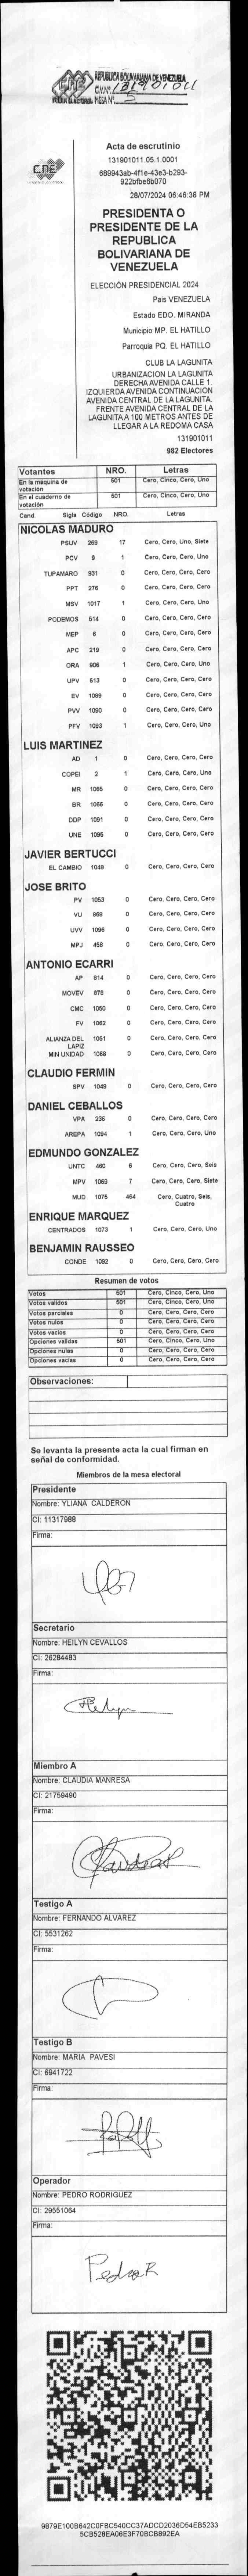 REPUBLICA BOLIVARIANA DE VENEZUELA
C.V.Nº 131901011
PODER ELECTORAL MESA Nº 5
CNE
Acta de escrutinio
131901011.05.1.0001
689943ab-4f1e-43e3-b293-
922bfbe6b070
28/07/2024 06:46:38 PM
PRESIDENTA O
PRESIDENTE DE LA
REPUBLICA
BOLIVARIANA DE
VENEZUELA
ELECCIÓN PRESIDENCIAL 2024
Pais VENEZUELA
Estado EDO. MIRANDA
Municipio MP. EL HATILLO
Parroquia PQ. EL HATILLO
CLUB LA LAGUNITA
URBANIZACION LA LAGUNITA
DERECHA AVENIDA CALLE 1.
IZQUIERDA AVENIDA CONTINUACION
AVENIDA CENTRAL DE LA LAGUNITA.
FRENTE AVENIDA CENTRAL DE LA
LAGUNITA A 100 METROS ANTES DE
LLEGAR A LA REDOMA CASA
131901011
982 Electores
Votantes NRO. Letras
En la máquina de votación 501 Cero, Cinco, Cero, Uno
En el cuaderno de votación 501 Cero, Cinco, Cero, Uno
Cand. Sigla Código NRO. Letras
NICOLAS MADURO
PSUV 269 17 Cero, Cero, Uno, Siete
PCV 9 1 Cero, Cero, Cero, Uno
TUPAMARO 931 0 Cero, Cero, Cero, Cero
PPT 276 0 Cero, Cero, Cero, Cero
MSV 1017 1 Cero, Cero, Cero, Uno
PODEMOS 514 0 Cero, Cero, Cero, Cero
MEP 6 0 Cero, Cero, Cero, Cero
APC 219 0 Cero, Cero, Cero, Cero
ORA 906 1 Cero, Cero, Cero, Uno
UPV 513 0 Cero, Cero, Cero, Cero
EV 1089 0 Cero, Cero, Cero, Cero
PVV 1090 0 Cero, Cero, Cero, Cero
PFV 1093 1 Cero, Cero, Cero, Uno
LUIS MARTINEZ
AD 1 0 Cero, Cero, Cero, Cero
COPEI 2 1 Cero, Cero, Cero, Uno
MR 1065 0 Cero, Cero, Cero, Cero
BR 1066 0 Cero, Cero, Cero, Cero
DDP 1091 0 Cero, Cero, Cero, Cero
UNE 1095 0 Cero, Cero, Cero, Cero
JAVIER BERTUCCI
EL CAMBIO 1048 0 Cero, Cero, Cero, Cero
JOSE BRITO
PV 1053 0 Cero, Cero, Cero, Cero
VU 868 0 Cero, Cero, Cero, Cero
UVV 1096 0 Cero, Cero, Cero, Cero
MPJ 458 0 Cero, Cero, Cero, Cero
ANTONIO ECARRI
AP 814 0 Cero, Cero, Cero, Cero
MOVEV 879 0 Cero, Cero, Cero, Cero
CMC 1050 0 Cero, Cero, Cero, Cero
FV 1062 0 Cero, Cero, Cero, Cero
ALIANZA DEL LAPIZ 1051 0 Cero, Cero, Cero, Cero
MIN UNIDAD 1068 0 Cero, Cero, Cero, Cero
CLAUDIO FERMIN
SPV 1049 0 Cero, Cero, Cero, Cero
DANIEL CEBALLOS
VPA 236 0 Cero, Cero, Cero, Cero
AREPA 1094 1 Cero, Cero, Cero, Uno
EDMUNDO GONZALEZ
UNTC 460 6 Cero, Cero, Cero, Seis
MPV 1069 7 Cero, Cero, Cero, Siete
MUD 1075 464 Cero, Cuatro, Seis, Cuatro
ENRIQUE MARQUEZ
CENTRADOS 1073 1 Cero, Cero, Cero, Uno
BENJAMIN RAUSSEO
CONDE 1092 0 Cero, Cero, Cero, Cero
Resumen de votos
Votos 501 Cero, Cinco, Cero, Uno
Votos validos 501 Cero, Cinco, Cero, Uno
Votos parciales 0 Cero, Cero, Cero, Cero
Votos nulos 0 Cero, Cero, Cero, Cero
Votos vacios 0 Cero, Cero, Cero, Cero
Opciones validas 501 Cero, Cinco, Cero, Uno
Opciones nulas 0 Cero, Cero, Cero, Cero
Opciones vacias 0 Cero, Cero, Cero, Cero
Observaciones:
Se levanta la presente acta la cual firman en
señal de conformidad.
Miembros de la mesa electoral
Presidente
Nombre: YLIANA CALDERON
CI: 11317988
Firma:
Secretario
Nombre: HEILYN CEVALLOS
CI: 26284483
Firma:
Heilyn
Miembro A
Nombre: CLAUDIA MANRESA
CI: 21759490
Firma:
Testigo A
Nombre: FERNANDO ALVAREZ
CI: 5531262
Firma:
Testigo B
Nombre: MARIA PAVESI
CI: 6941722
Firma:
Operador
Nombre: PEDRO RODRIGUEZ
CI: 29551064
Firma:
Pedro R
9879E100B642C0FBC540CC37ADCD2036D54EB5233
5CB528EA06E3F70BCB892EA